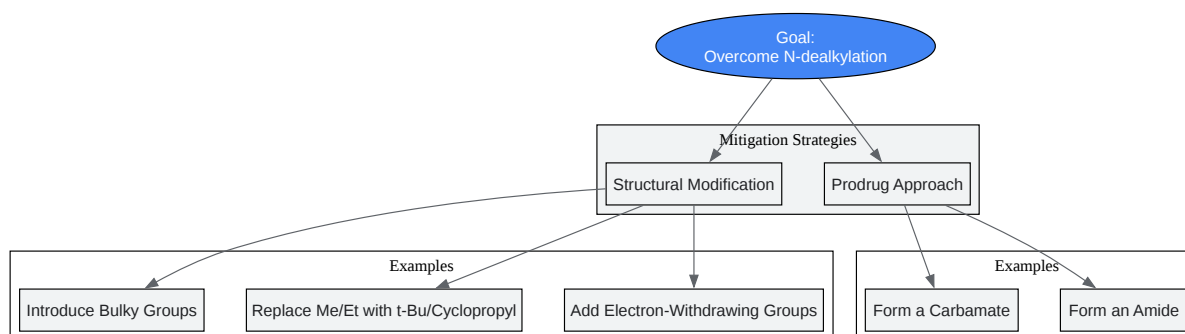 Goal:
Overcome N-dealkylation
Mitigation Strategies
Structural Modification
Prodrug Approach
Examples
Examples
Introduce Bulky Groups
Replace Me/Et with t-Bu/Cyclopropyl
Add Electron-Withdrawing Groups
Form a Carbamate
Form an Amide